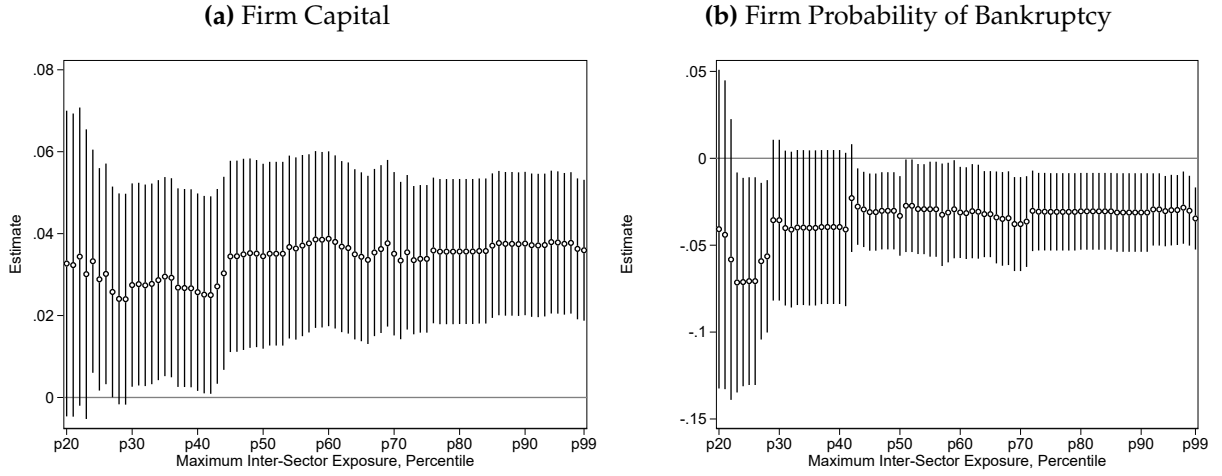 (a) Firm Capital
.08
.06
.04
.02
0
Estimate
p20 p30 p40 p50 p60 p70 p80 p90 p99
Maximum Inter-Sector Exposure, Percentile
(b) Firm Probability of Bankruptcy
.05
0
-.05
-.1
-.15
Estimate
p20 p30 p40 p50 p60 p70 p80 p90 p99
Maximum Inter-Sector Exposure, Percentile